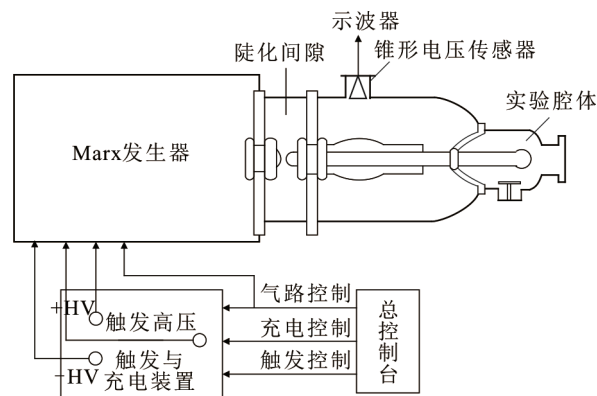 示波器
陡化间隙
锥形电压传感器
实验腔体
Marx发生器
气路控制
+HV
触发高压
充电控制
总控制台
触发与
充电装置
触发控制
−HV